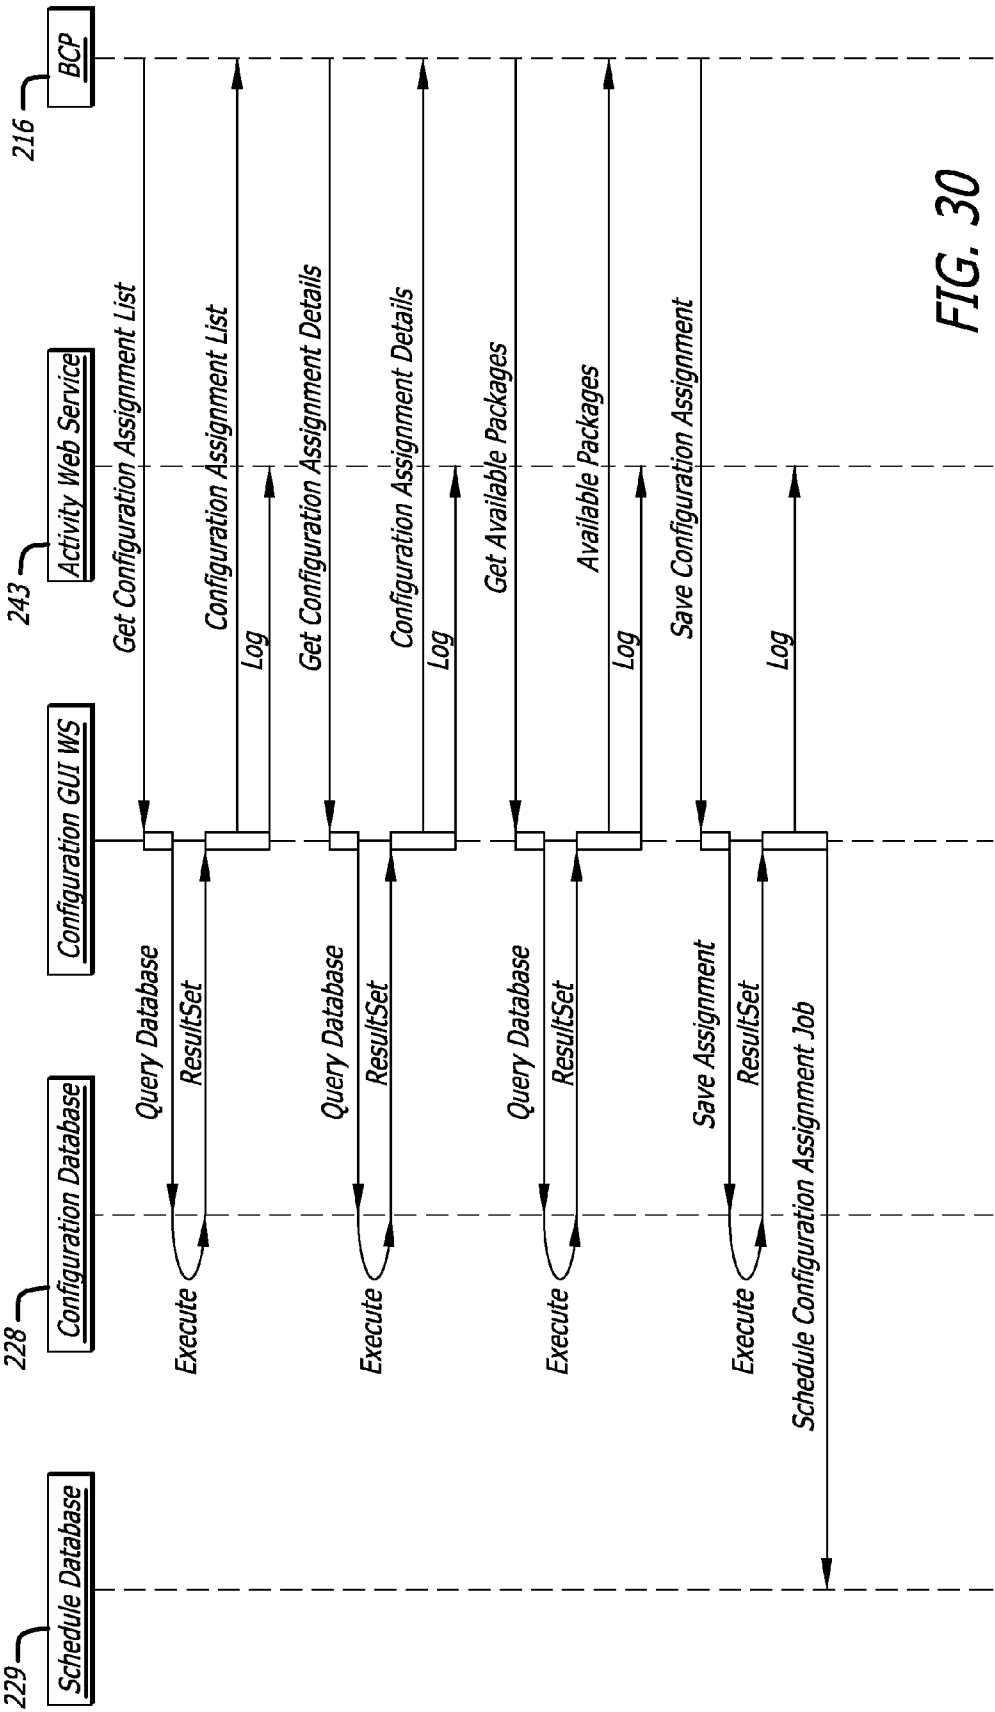 229
228
243
216
Schedule Database
Configuration Database
Configuration GUI WS
Activity Web Service
BCP
Get Configuration Assignment List
Query Database
Execute
ResultSet
Configuration Assignment List
Log
Get Configuration Assignment Details
Query Database
Execute
ResultSet
Configuration Assignment Details
Log
Get Available Packages
Query Database
Execute
ResultSet
Available Packages
Log
Save Configuration Assignment
Save Assignment
Execute
ResultSet
Log
Schedule Configuration Assignment Job
FIG. 30